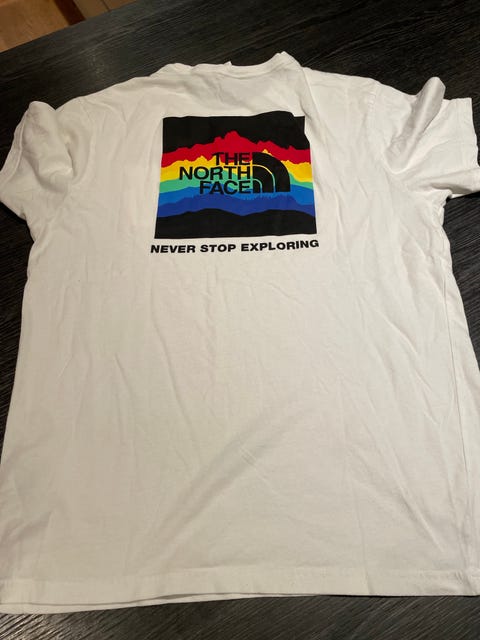 THE
NORTH
FACE
NEVER STOP EXPLORING